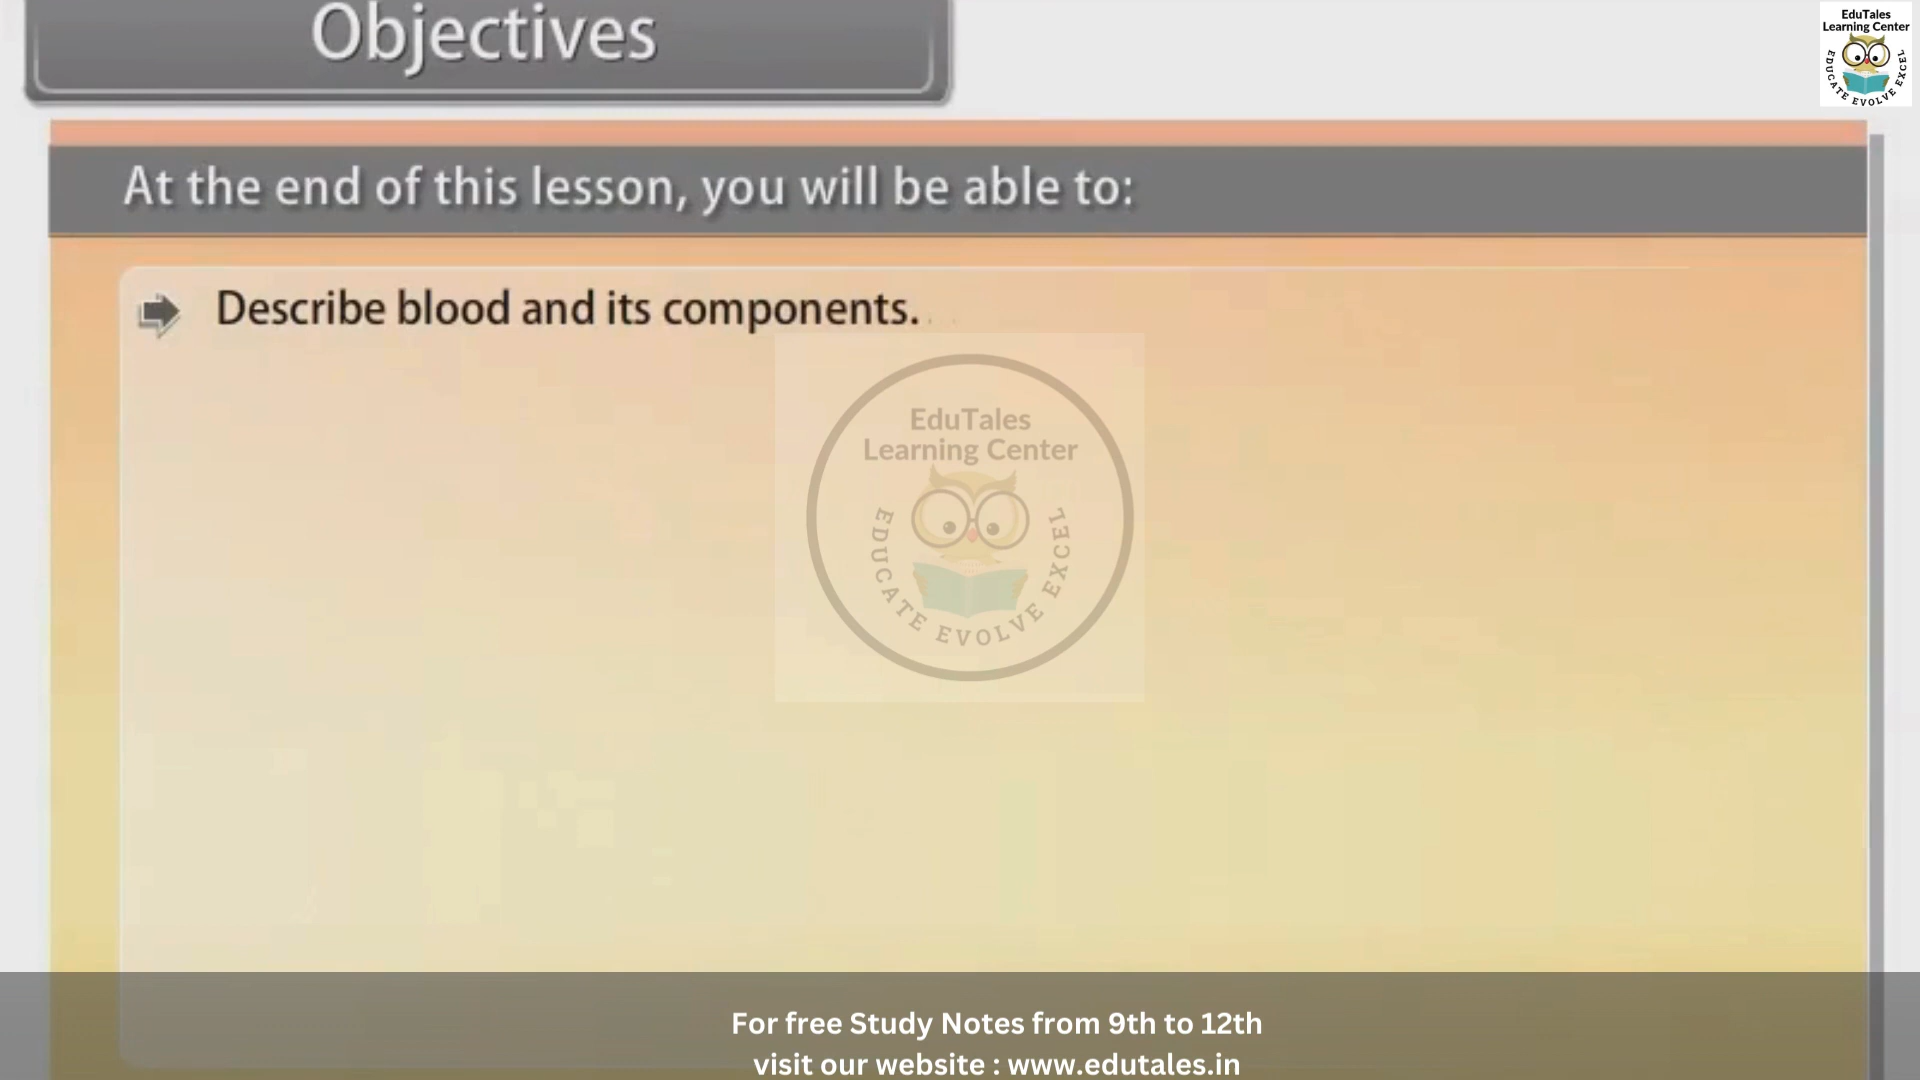 Objectives
EduTales
Learning Center
EDUCATE EVOLVE EXCEL
At the end of this lesson, you will be able to:
Describe blood and its components.
EduTales
Learning Center
EDUCATE EVOLVE EXCEL
For free Study Notes from 9th to 12th
visit our website : www.edutales.in